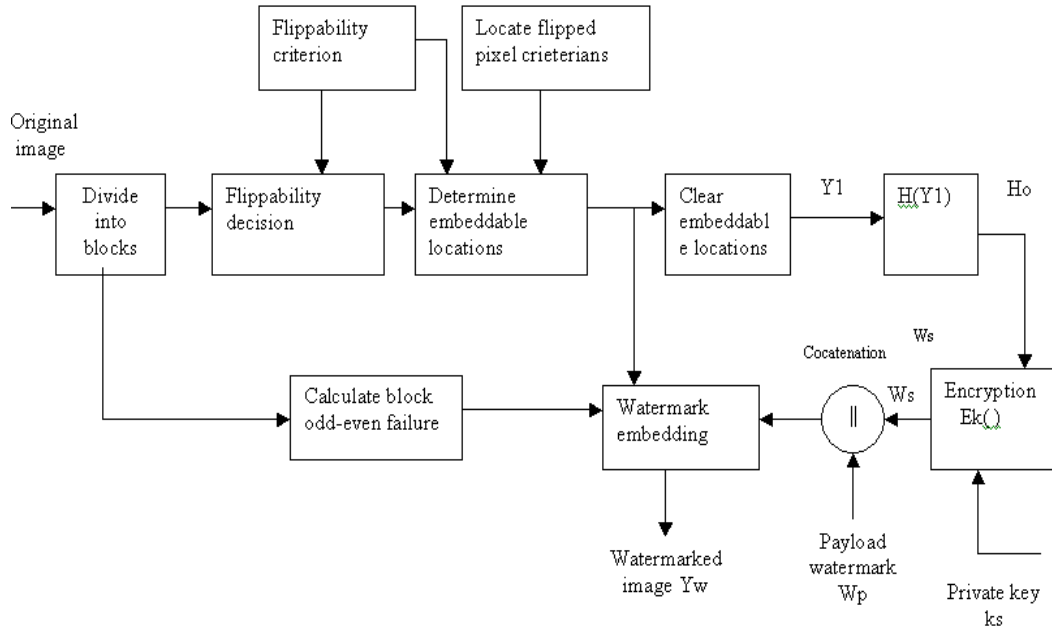 Flippability
criterion
Locate flipped
pixel crieterians
Original
image
Divide
into
blocks
Flippability
decision
Determine
embeddable
locations
Clear
embeddabl
e locations
Y1
H(Y1)
Ho
Calculate block
odd-even failure
Watermark
embedding
Cocatenation
||
Ws
Ws
Encryption
Ek()
Watermarked
image Yw
Payload
watermark
Wp
Private key
ks